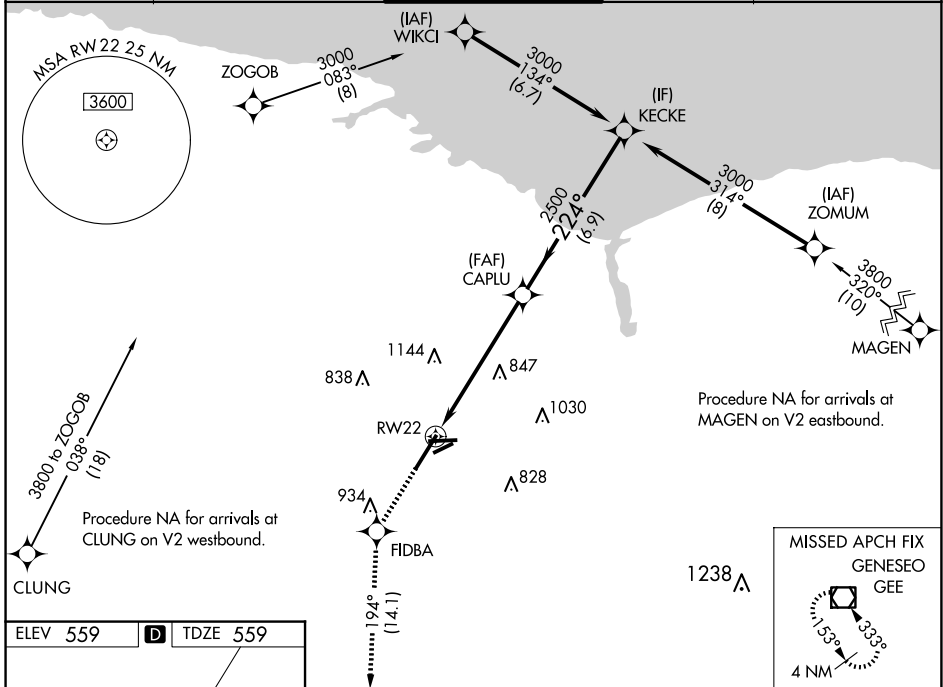 MSA RW22 25 NM
3600
ZOGOB
3000
083°
(8)
(IAF)
WIKCI
3000
134°
(6.7)
(IF)
KECKE
2500
224°
(6.9)
3000
314°
(8)
(IAF)
ZOMUM
3800
320°
(10)
MAGEN
(FAF)
CAPLU
1144
838
847
1030
RW22
828
934
FIDBA
1238
194°
(14.1)
Procedure NA for arrivals at
MAGEN on V2 eastbound.
3800 to ZOGOB
038°
(18)
Procedure NA for arrivals at
CLUNG on V2 westbound.
CLUNG
MISSED APCH FIX
GENESEO
GEE
153°
333°
4 NM
ELEV 559 D TDZE 559